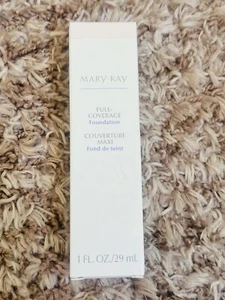 MARY KAY
FULL-
COVERAGE
Foundation
COUVERTURE
MAXI
Fond de teint
1 FL. OZ./29 mL